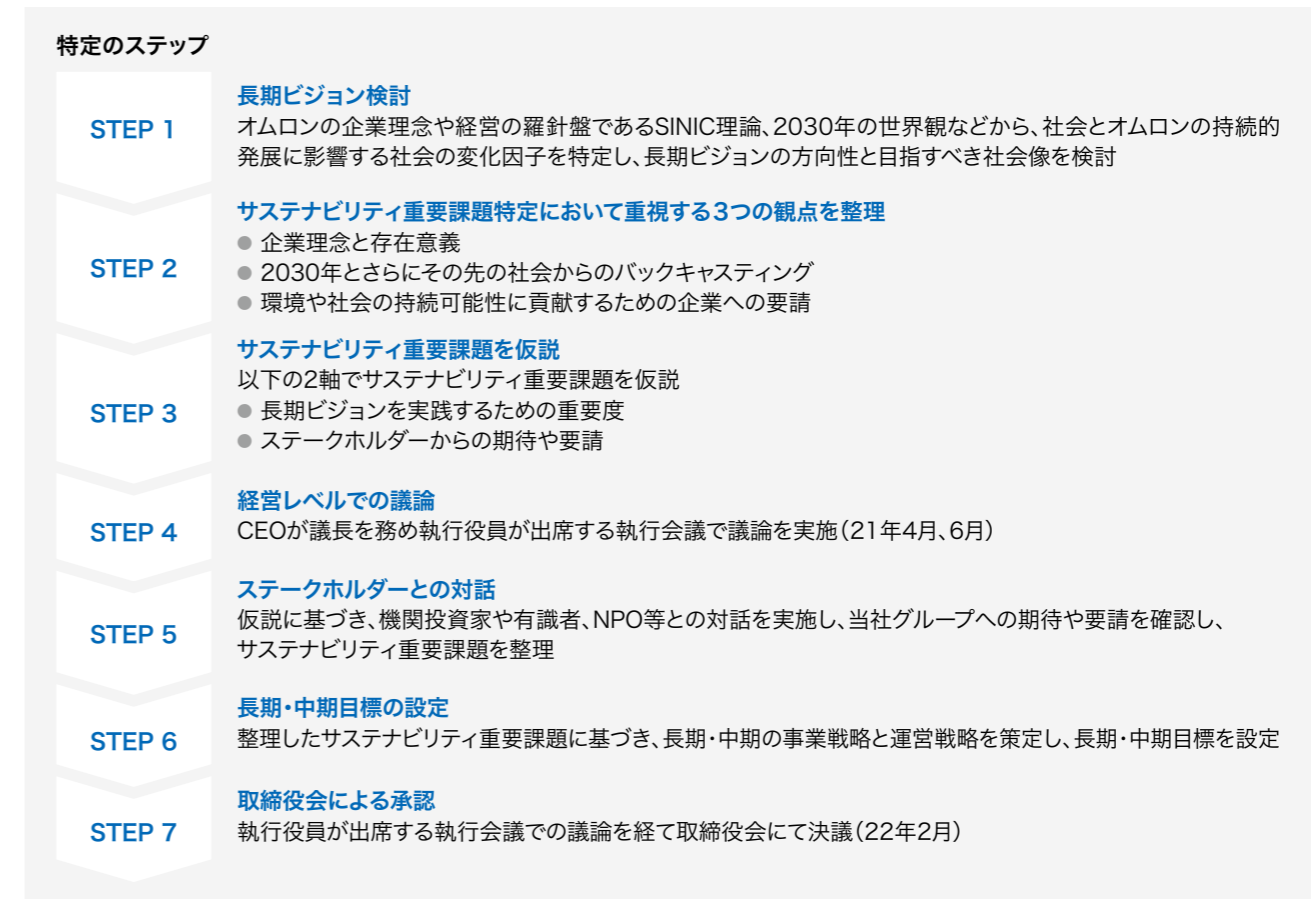 特定のステップ
STEP 1
長期ビジョン検討
オムロンの企業理念や経営の羅針盤であるSINIC理論、2030年の世界観などから、社会とオムロンの持続的
発展に影響する社会の変化因子を特定し、長期ビジョンの方向性と目指すべき社会像を検討
STEP 2
サステナビリティ重要課題特定において重視する3つの観点を整理
● 企業理念と存在意義
● 2030年とさらにその先の社会からのバックキャスティング
● 環境や社会の持続可能性に貢献するための企業への要請
STEP 3
サステナビリティ重要課題を仮説
以下の2軸でサステナビリティ重要課題を仮説
● 長期ビジョンを実践するための重要度
● ステークホルダーからの期待や要請
STEP 4
経営レベルでの議論
CEOが議長を務め執行役員が出席する執行会議で議論を実施（21年4月、6月）
STEP 5
ステークホルダーとの対話
仮説に基づき、機関投資家や有識者、NPO等との対話を実施し、当社グループへの期待や要請を確認し、
サステナビリティ重要課題を整理
STEP 6
長期・中期目標の設定
整理したサステナビリティ重要課題に基づき、長期・中期の事業戦略と運営戦略を策定し、長期・中期目標を設定
STEP 7
取締役会による承認
執行役員が出席する執行会議での議論を経て取締役会にて決議（22年2月）